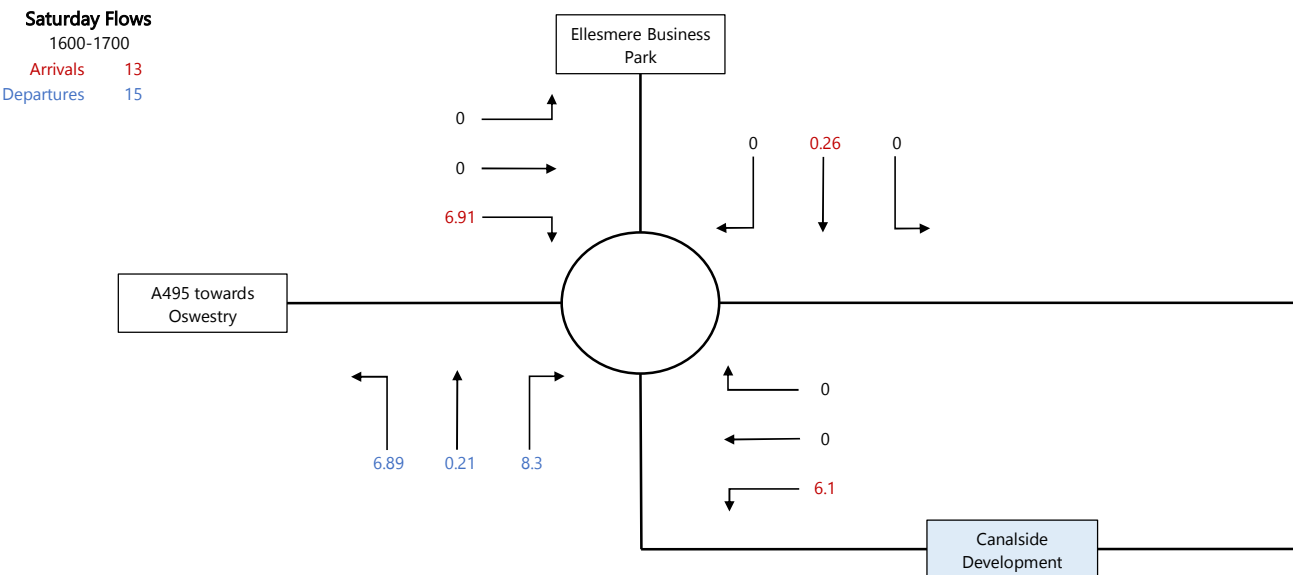 Saturday Flows
1600-1700
Arrivals 13
Departures 15
Ellesmere Business
Park
0
0
6.91
0 0.26 0
A495 towards
Oswestry
0
0
6.1
6.89 0.21 8.3
Canalside
Development